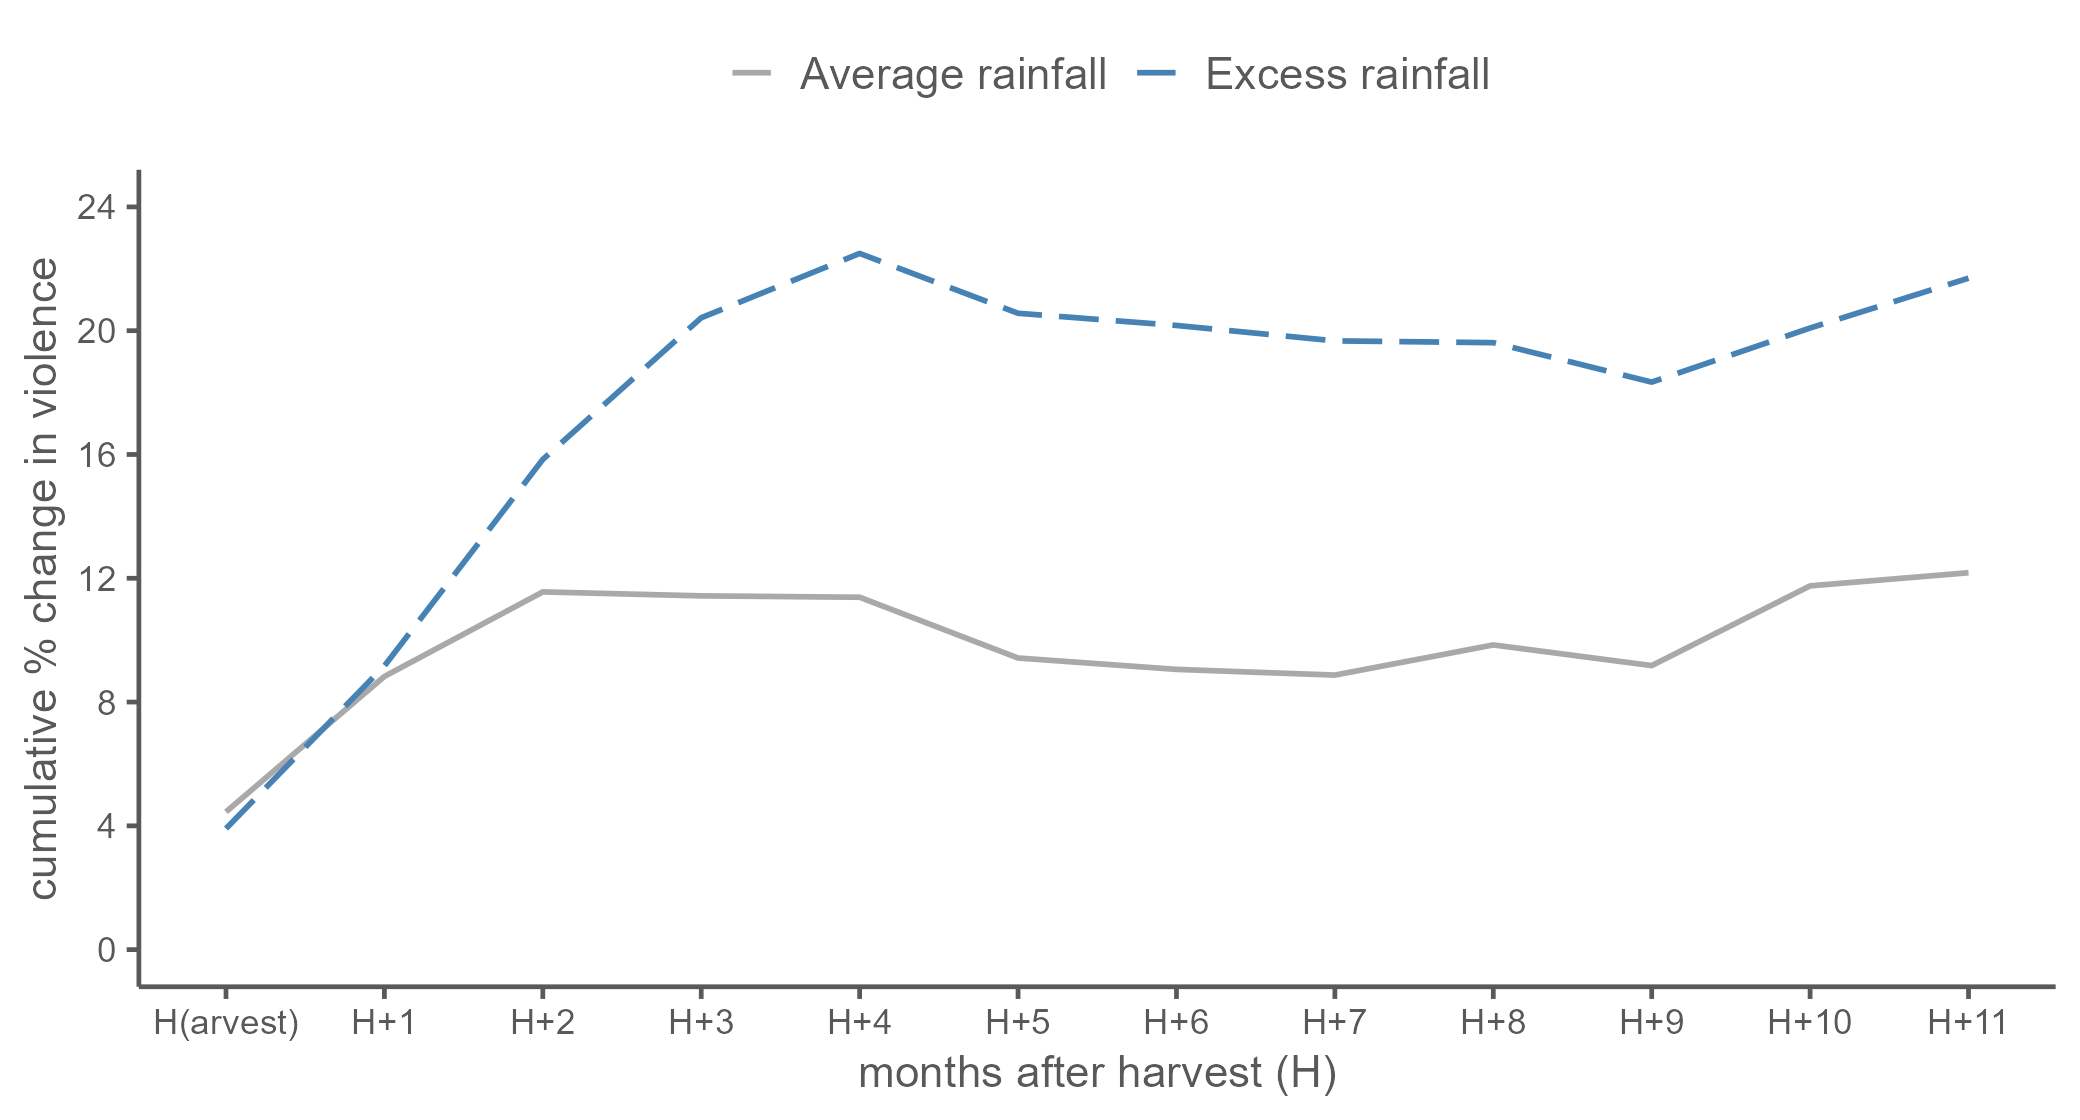 Average rainfall Excess rainfall
cumulative % change in violence
24
20
16
12
8
4
0
H(arvest) H+1 H+2 H+3 H+4 H+5 H+6 H+7 H+8 H+9 H+10 H+11
months after harvest (H)